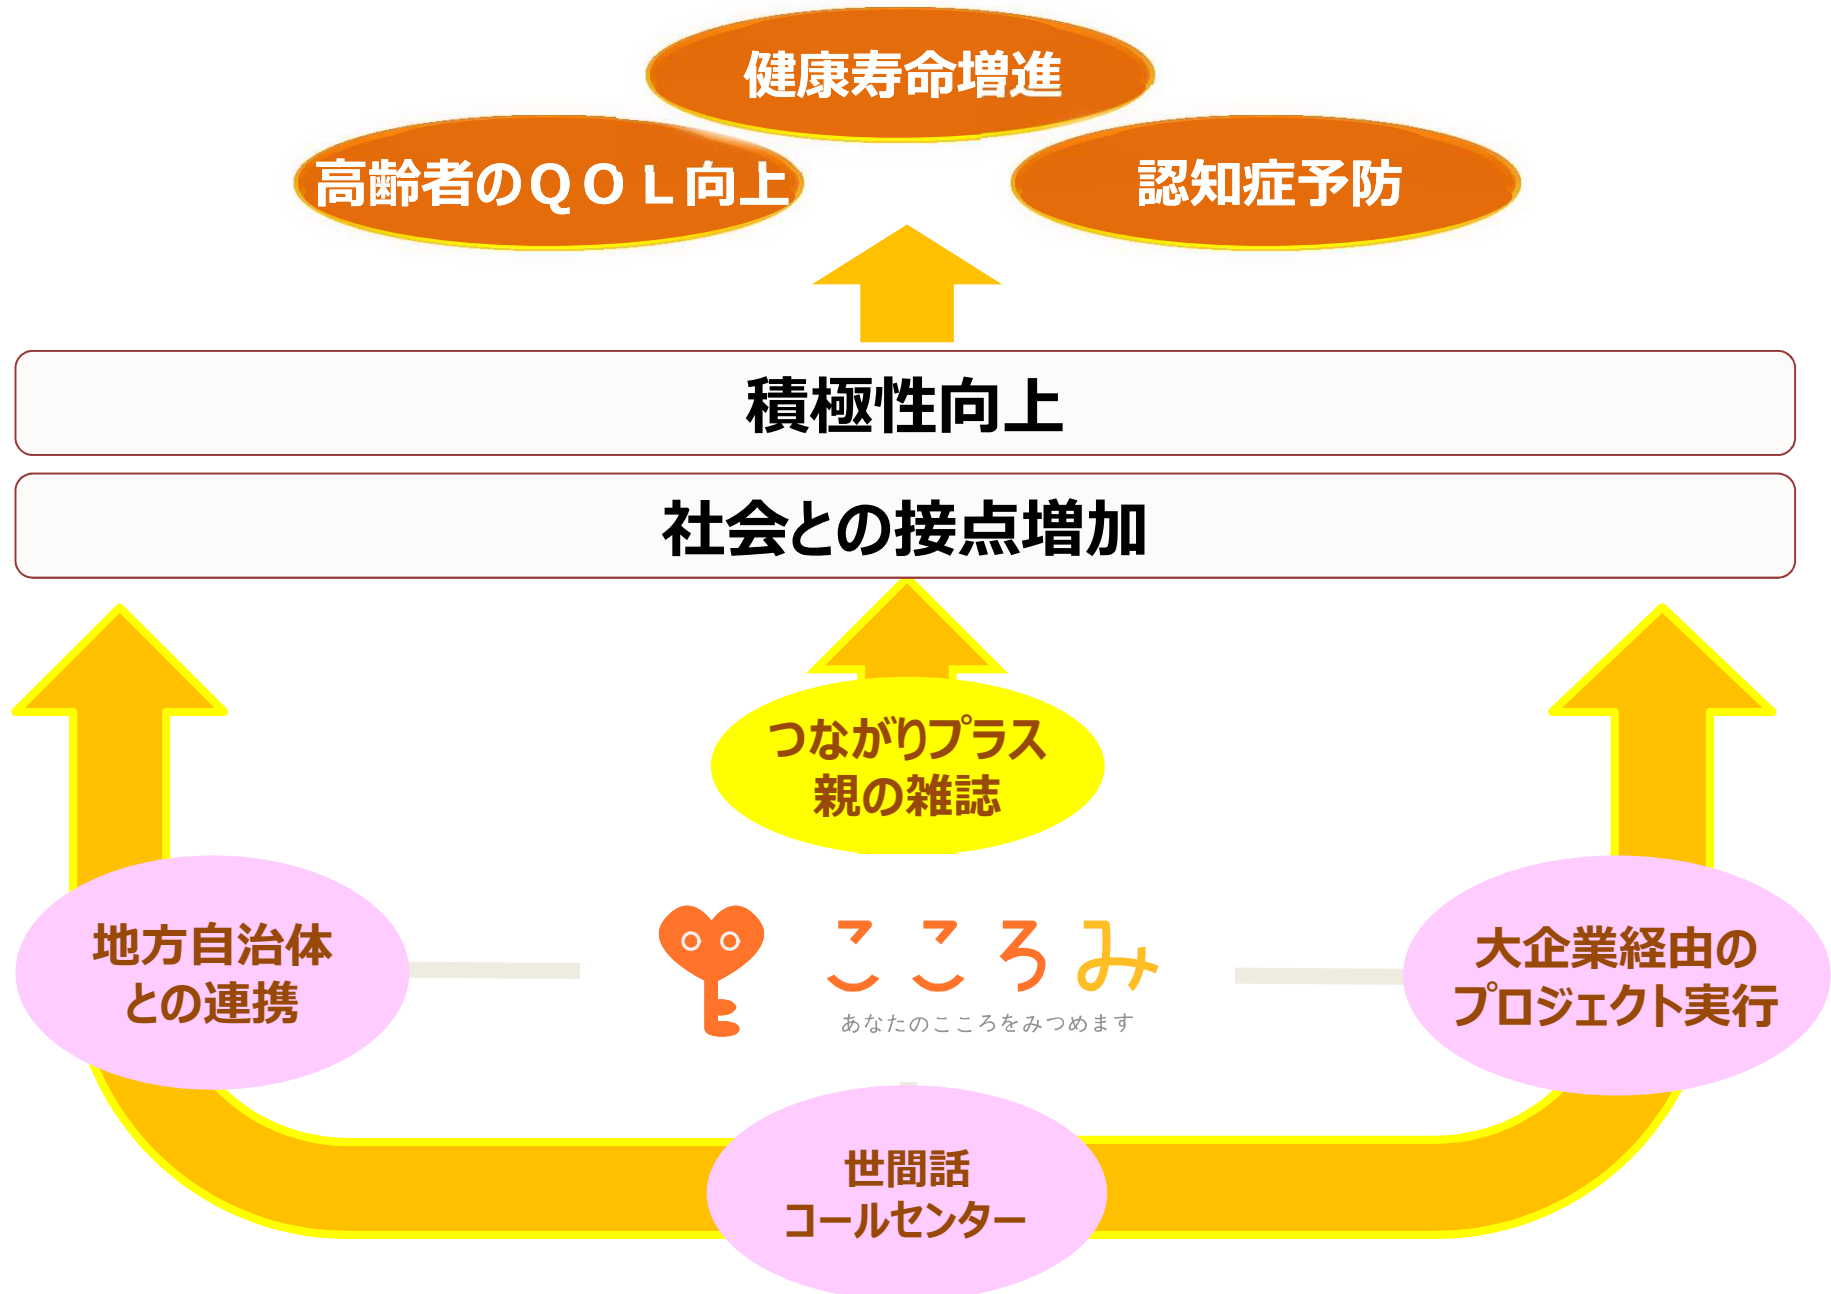 健康寿命増進
高齢者のＱＯＬ向上
認知症予防
積極性向上
社会との接点増加
つながりプラス
親の雑誌
地方自治体
との連携
こころみ
あなたのこころをみつめます
大企業経由の
プロジェクト実行
世間話
コールセンター